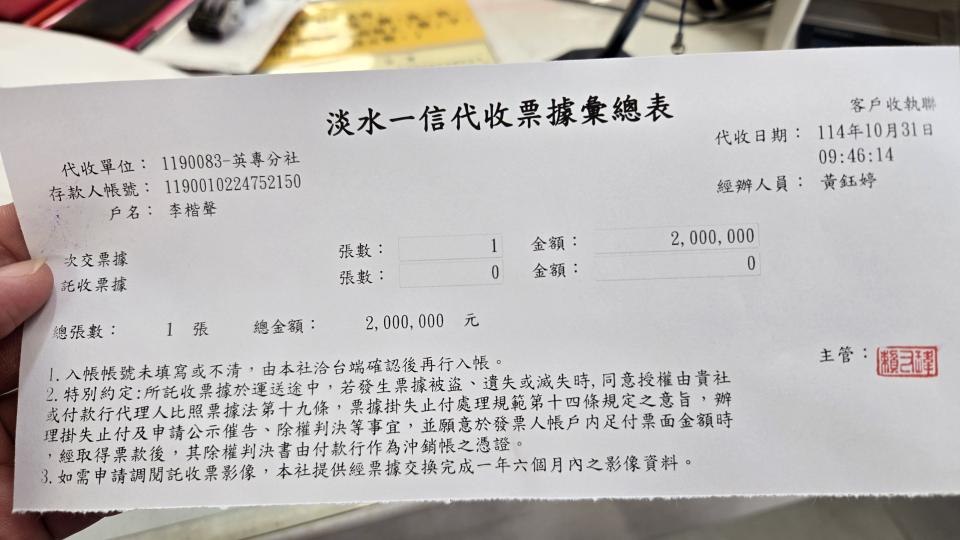 淡水一信代收票據彙總表
客戶收執聯
代收單位： 1190083-英專分社
代收日期： 114年10月31日
09:46:14
存款人帳號： 1190010224752150
經辦人員： 黃鈺婷
戶名： 李楷聲
次交票據 張數： 1 金額： 2,000,000
託收票據 張數： 0 金額： 0
總張數： 1 張 總金額： 2,000,000 元
主管：
1.入帳帳號未填寫或不清，由本社洽台端確認後再行入帳。
2.特別約定:所託收票據於運送途中，若發生票據被盜、遺失或滅失時,同意授權由貴社
或付款行代理人比照票據法第十九條，票據掛失止付處理規範第十四條規定之意旨，辦
理掛失止付及申請公示催告、除權判決等事宜，並願意於發票人帳戶內足付票面金額時
，經取得票款後，其除權判決書由付款行作為沖銷帳之憑證。
3.如需申請調閱託收票影像，本社提供經票據交換完成一年六個月內之影像資料。